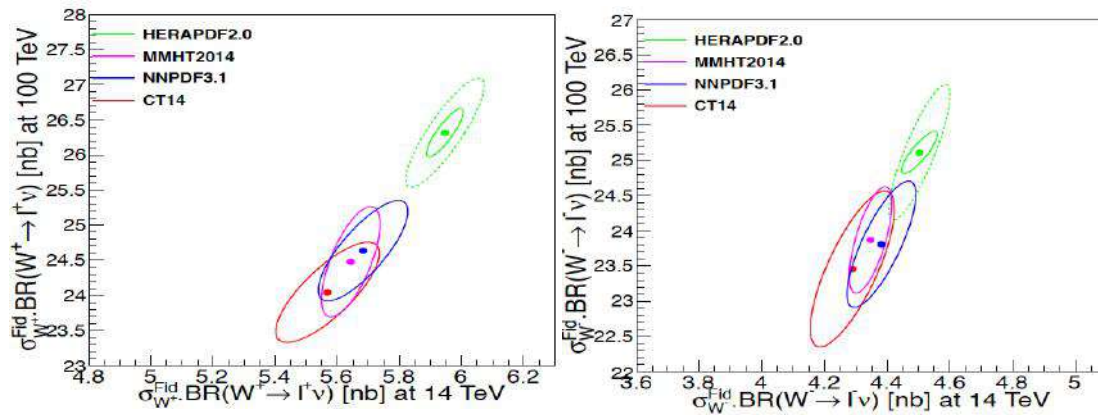 28
27.5
27
26.5
26
25.5
25
24.5
24
23.5
23
HERAPDF2.0
MMHT2014
NNPDF3.1
CT14
σ^Fid_W+.BR(W⁺→l⁺ν) [nb] at 100 TeV
4.8 5 5.2 5.4 5.6 5.8 6 6.2
σ^Fid_W+.BR(W⁺→l⁺ν) [nb] at 14 TeV
27
26.5
26
25.5
25
24.5
24
23.5
23
22.5
22
HERAPDF2.0
MMHT2014
NNPDF3.1
CT14
σ^Fid_W-.BR(W⁻→l⁻ν) [nb] at 100 TeV
3.6 3.8 4 4.2 4.4 4.6 4.8 5
σ^Fid_W-.BR(W⁻→l⁻ν) [nb] at 14 TeV